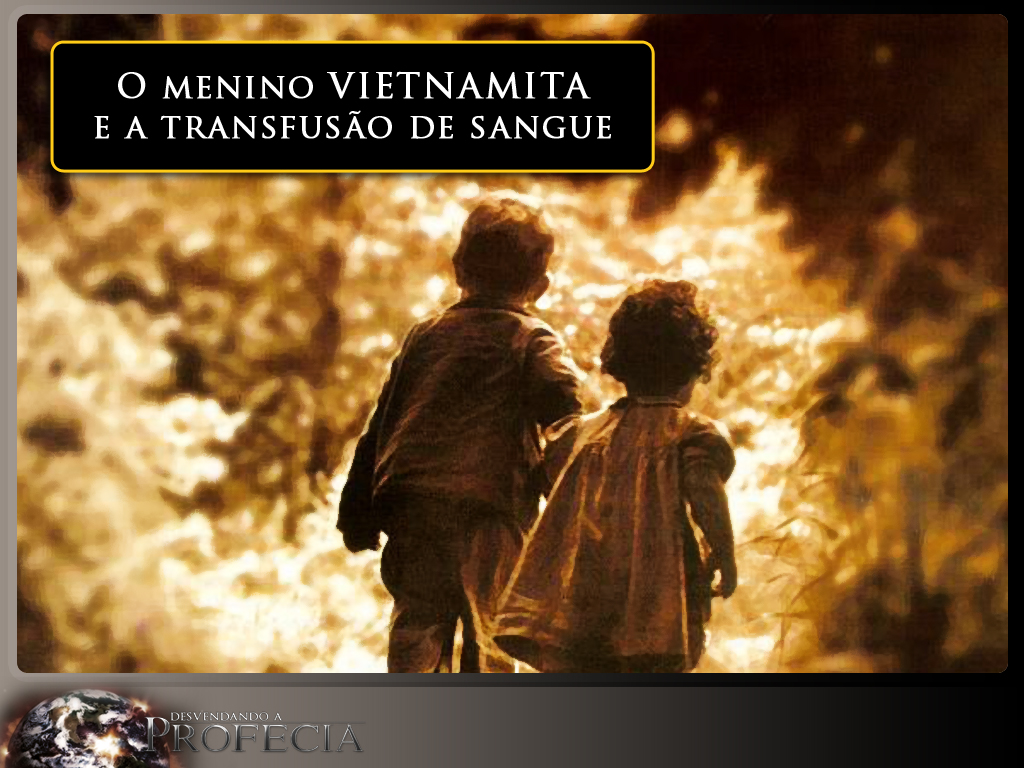 O MENINO VIETNAMITA
E A TRANSFUSÃO DE SANGUE
DESVENDANDO A
PROFECIA